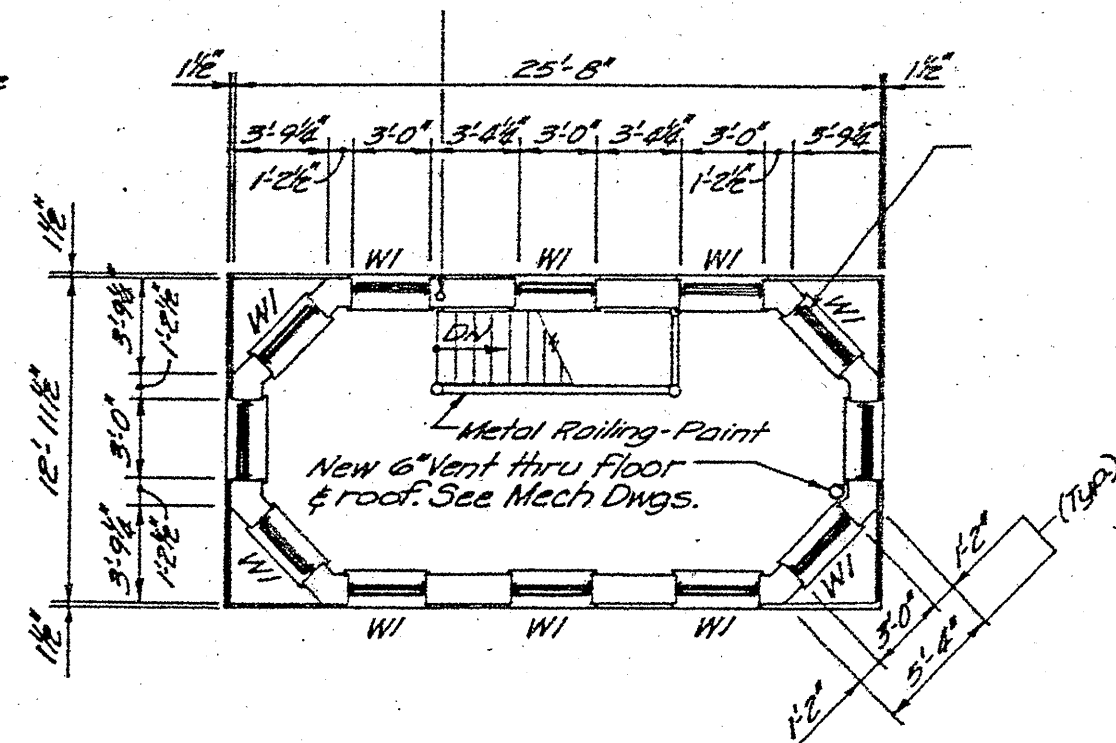 1½" 25'-8" 1½"
3'-9¼" 3'-0" 3'-4¼" 3'-0" 3'-4¼" 3'-0" 3'-9¼"
1'-2½" 1'-2½"
1½"
W1 W1 W1
3'-9¼"
1'-2½"
W1
W1
DN
12'-11½"
3'-0"
Metal Railing-Paint
New 6" Vent thru floor
& roof. See Mech Dwgs.
3'-9¼"
1'-2½"
W1
W1
1½"
W1 W1 W1
(Typ.)
1'-2"
3'-0"
5'-4"
1'-2"